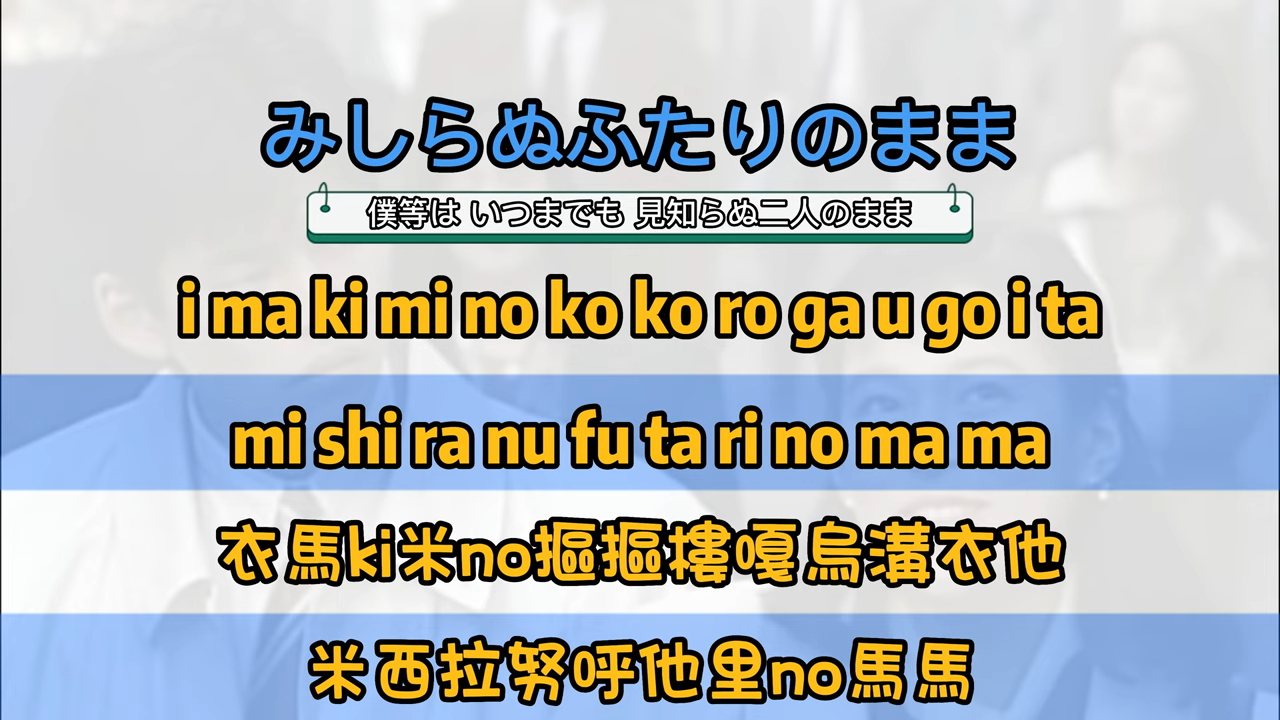 みしらぬふたりのまま
僕等は いつまでも 見知らぬ二人のまま
i ma ki mi no ko ko ro ga u go i ta
mi shi ra nu fu ta ri no ma ma
衣馬ki米no摳摳摟嘎烏溝衣他
米西拉努呼他里no馬馬